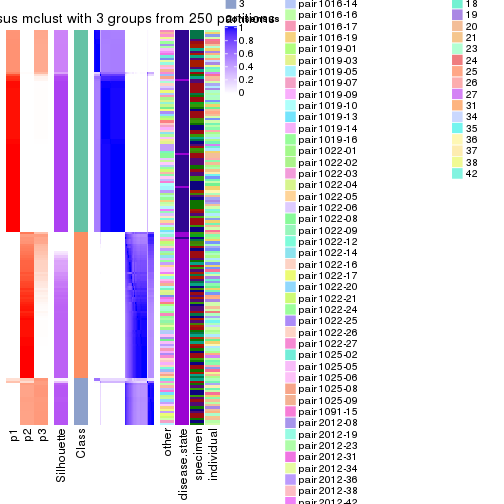 sus mclust with 3 groups from 250 partitions
3
1
0.8
0.6
0.4
0.2
0
p1
p2
p3
Silhouette
Class
other
disease.state
specimen
individual
pair1016-14
pair1016-16
pair1016-17
pair1019-01
pair1019-03
pair1019-05
pair1019-07
pair1019-09
pair1019-10
pair1019-13
pair1019-14
pair1019-16
pair1022-01
pair1022-02
pair1022-03
pair1022-04
pair1022-05
pair1022-06
pair1022-08
pair1022-09
pair1022-12
pair1022-14
pair1022-16
pair1022-17
pair1022-20
pair1022-21
pair1022-24
pair1022-25
pair1022-26
pair1022-27
pair1025-02
pair1025-05
pair1025-06
pair1025-08
pair1025-09
pair1091-15
pair2012-08
pair2012-19
pair2012-23
pair2012-31
pair2012-34
pair2012-36
pair2012-38
pair2012-42
18
19
20
21
23
24
25
26
27
31
34
35
36
37
38
42